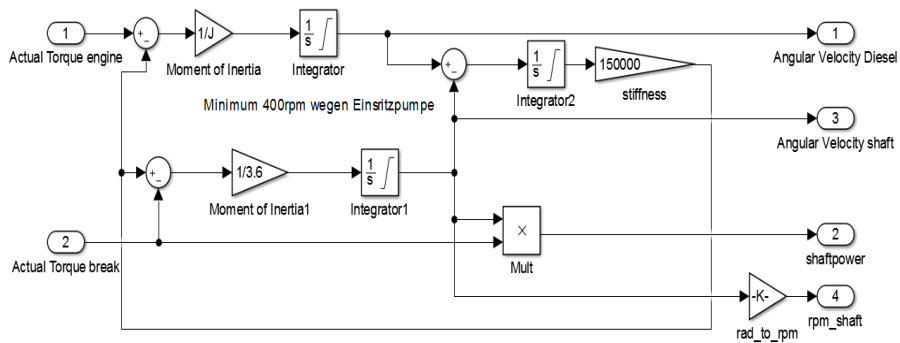 1
Actual Torque engine
+
_
1/J
Moment of Inertia
1
s
Integrator
+
_
1
s
Integrator2
150000
stiffness
1
Angular Velocity Diesel
Minimum 400rpm wegen Einsritzpumpe
3
Angular Velocity shaft
+
_
1/3.6
Moment of Inertia1
1
s
Integrator1
2
Actual Torque break
×
Mult
2
shaftpower
-K-
rad_to_rpm
4
rpm_shaft